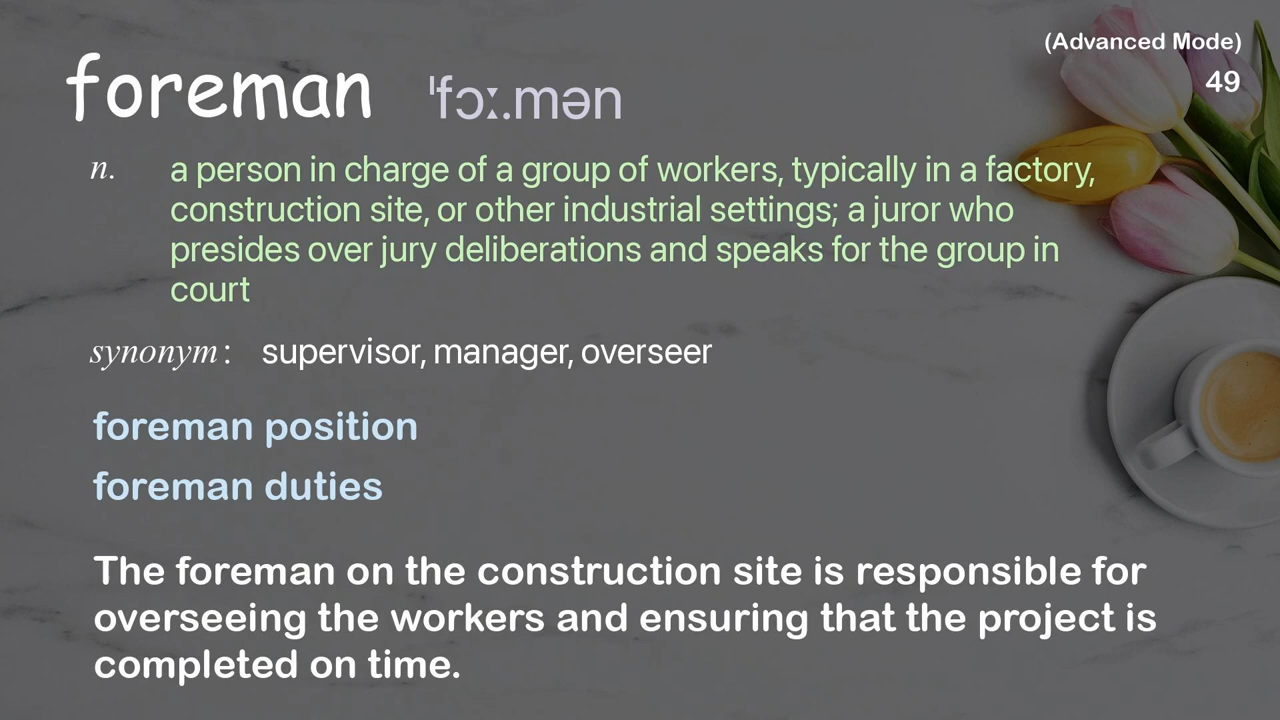 (Advanced Mode)
49
foreman ˈfɔː.mən
n. a person in charge of a group of workers, typically in a factory,
construction site, or other industrial settings; a juror who
presides over jury deliberations and speaks for the group in
court
synonym: supervisor, manager, overseer
foreman position
foreman duties
The foreman on the construction site is responsible for
overseeing the workers and ensuring that the project is
completed on time.